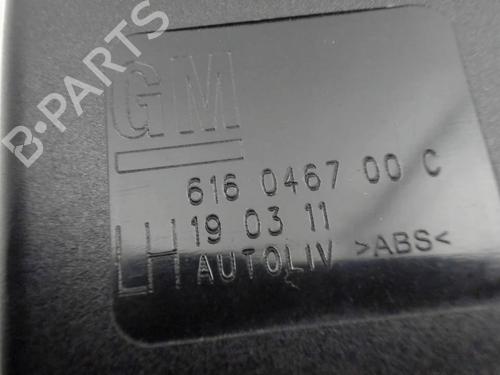 B-PARTS
GM
616 0467 00 C
LH 19 03 11
AUTOLIV >ABS<